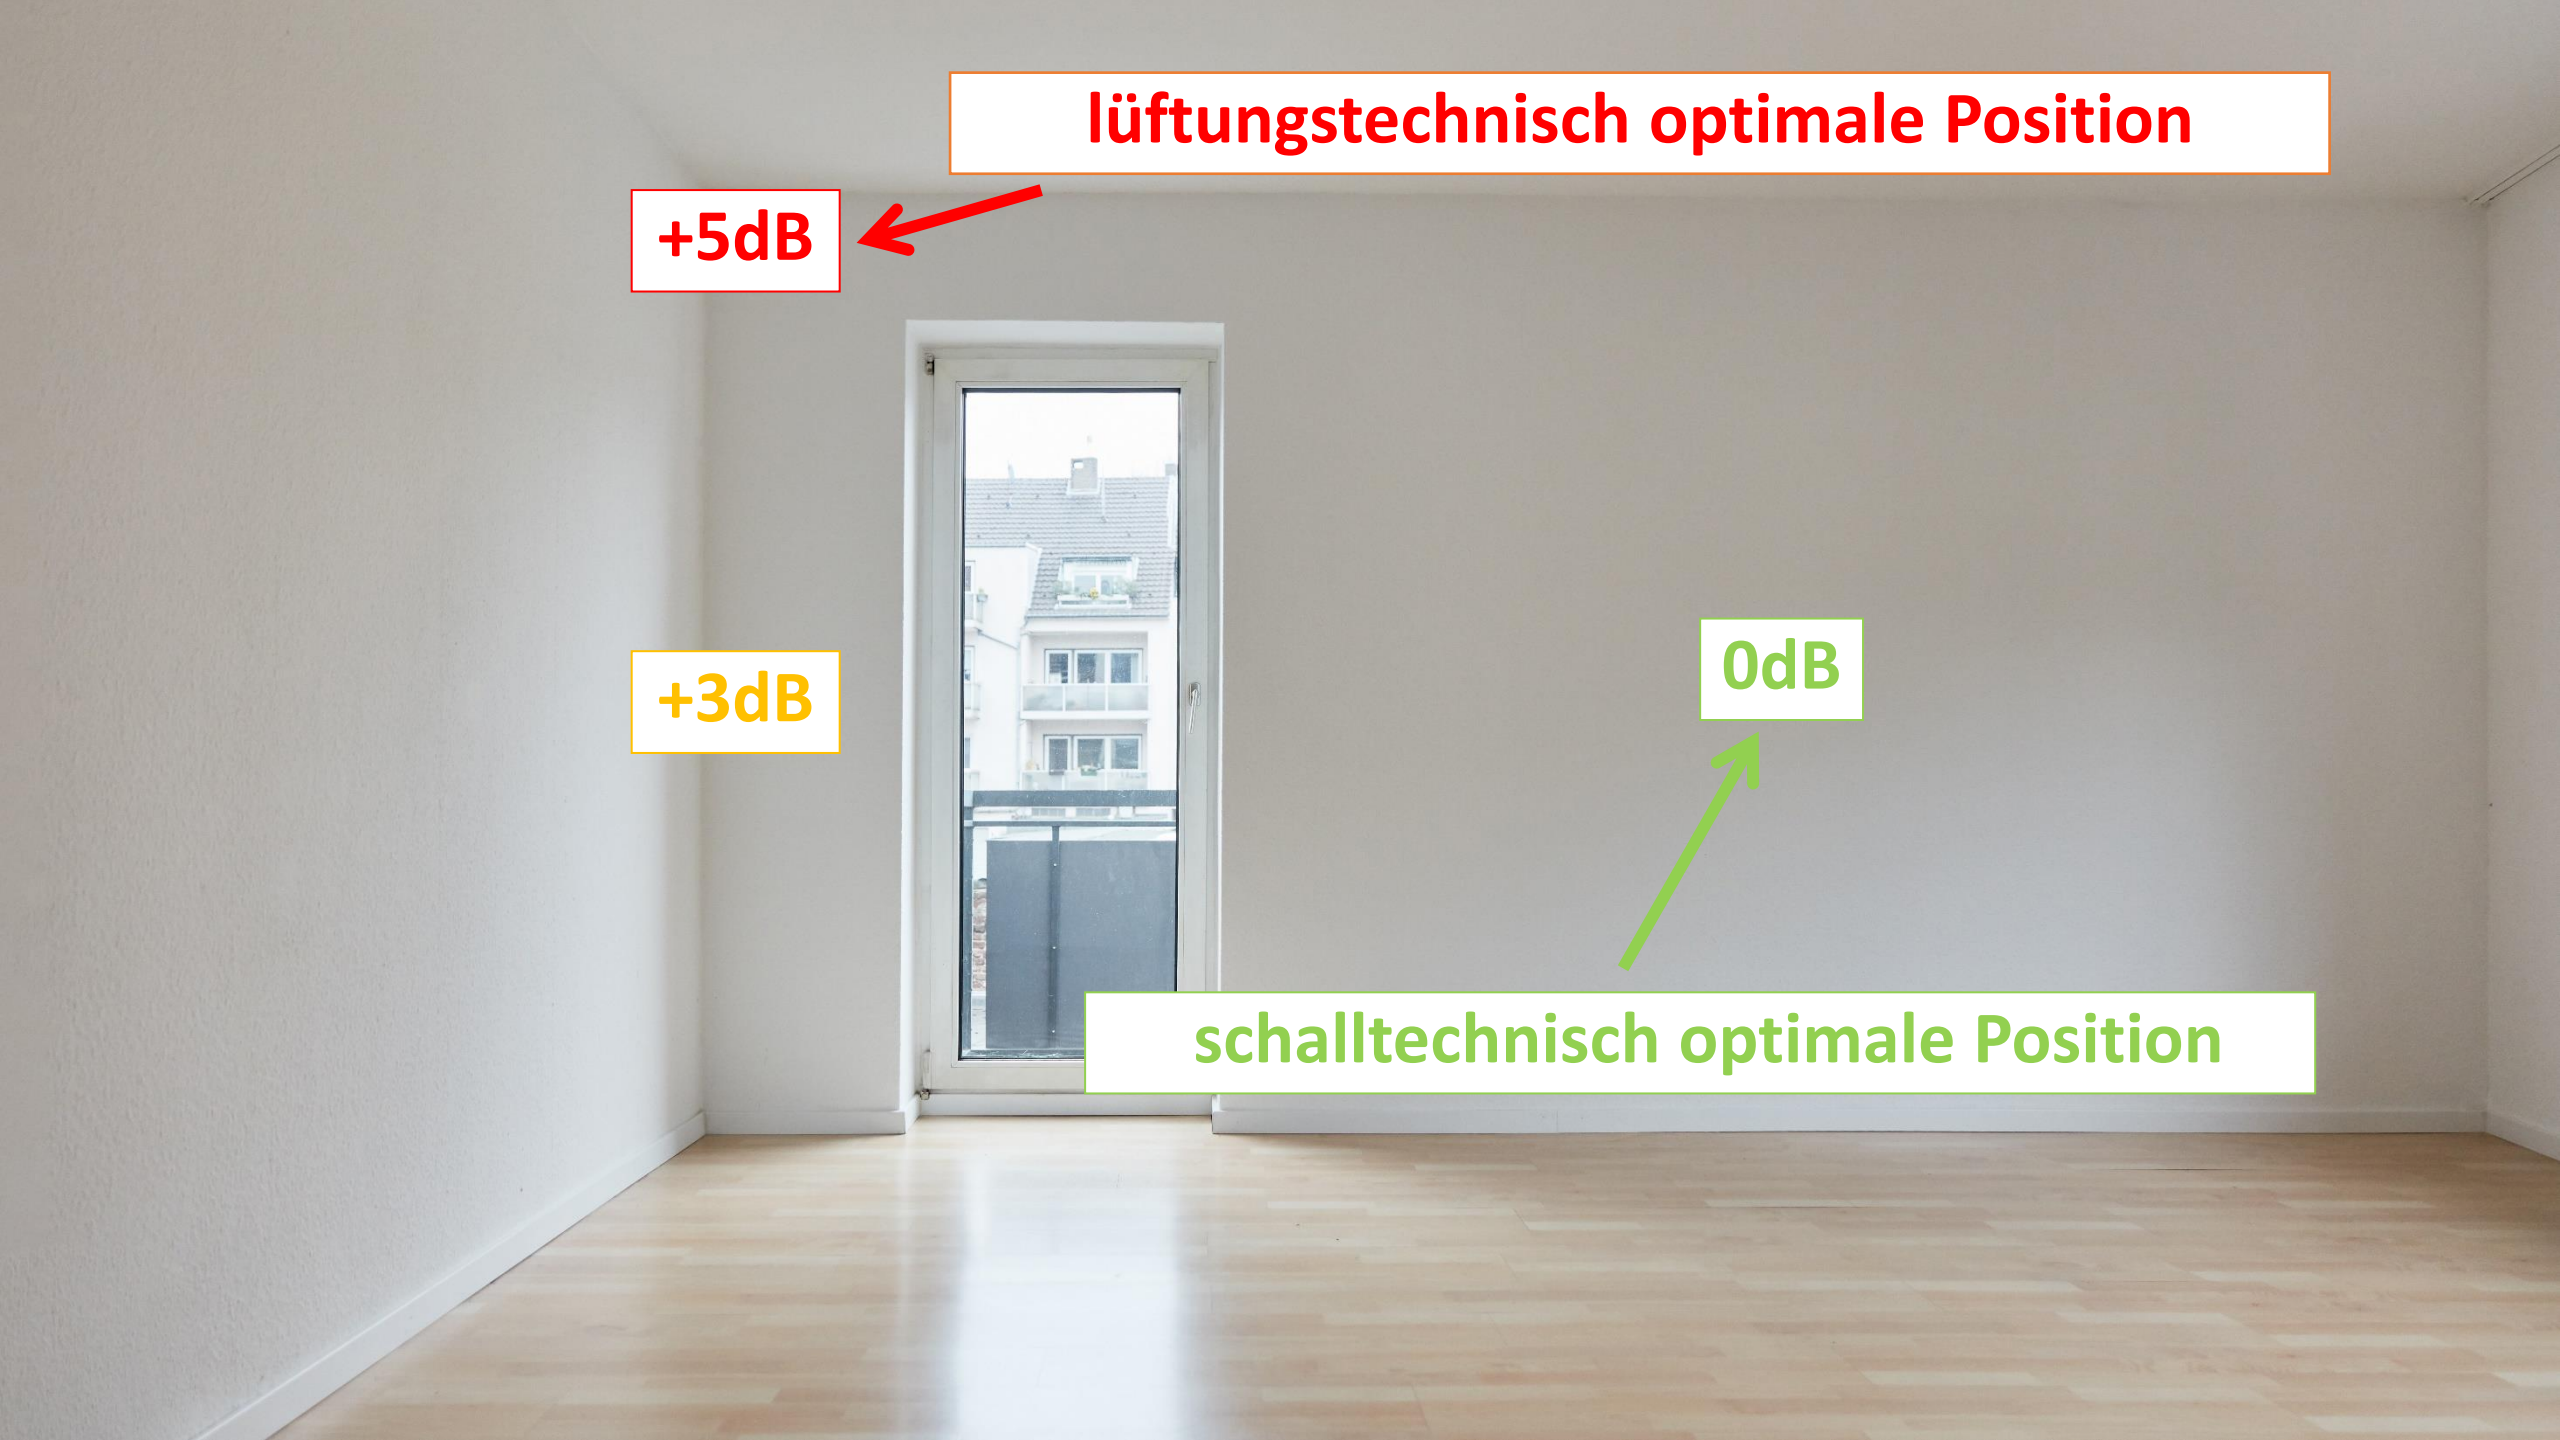 lüftungstechnisch optimale Position
+5dB
+3dB
0dB
schalltechnisch optimale Position